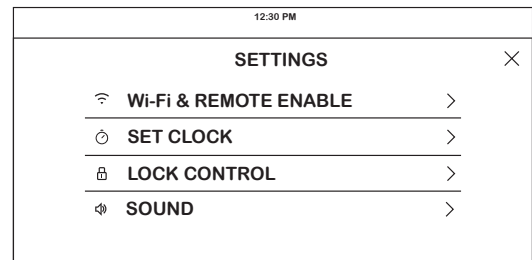 12:30 PM
SETTINGS
Wi-Fi & REMOTE ENABLE
SET CLOCK
LOCK CONTROL
SOUND